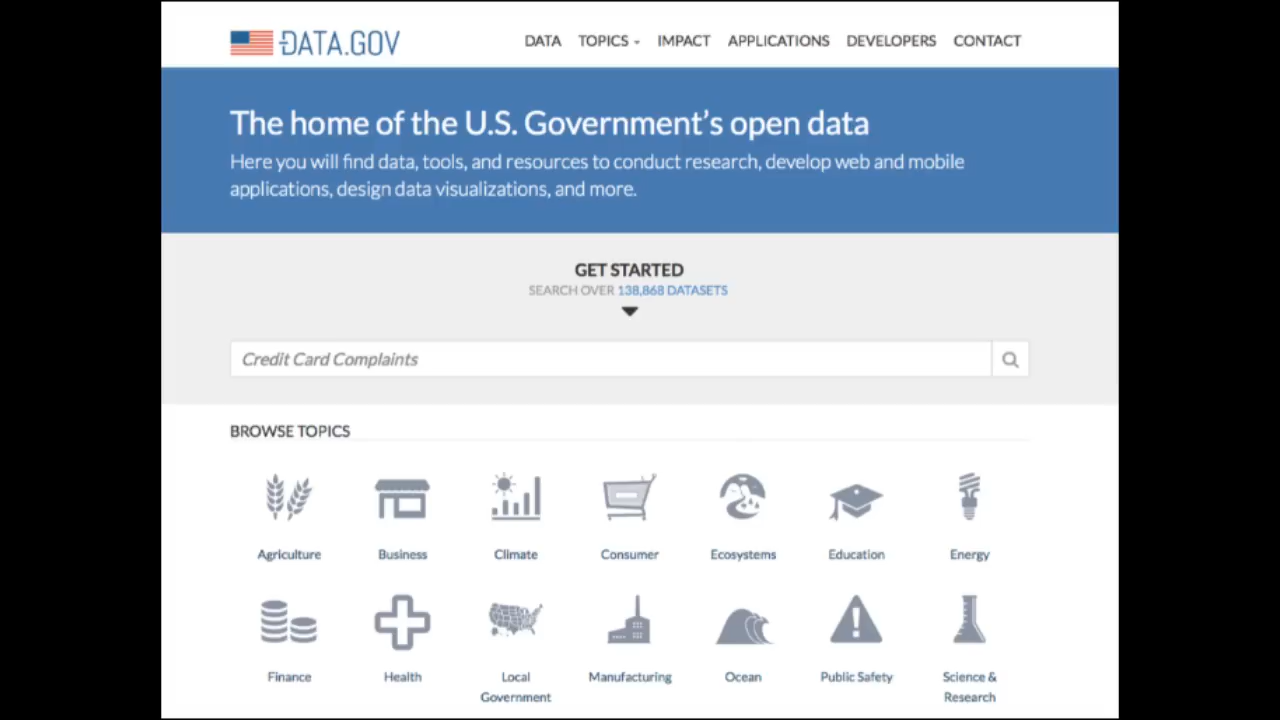 DATA.GOV
DATA TOPICS IMPACT APPLICATIONS DEVELOPERS CONTACT
The home of the U.S. Government's open data
Here you will find data, tools, and resources to conduct research, develop web and mobile
applications, design data visualizations, and more.
GET STARTED
SEARCH OVER 138,868 DATASETS
Credit Card Complaints
BROWSE TOPICS
Agriculture Business Climate Consumer Ecosystems Education Energy
Finance Health Local Manufacturing Ocean Public Safety Science &
Government Research